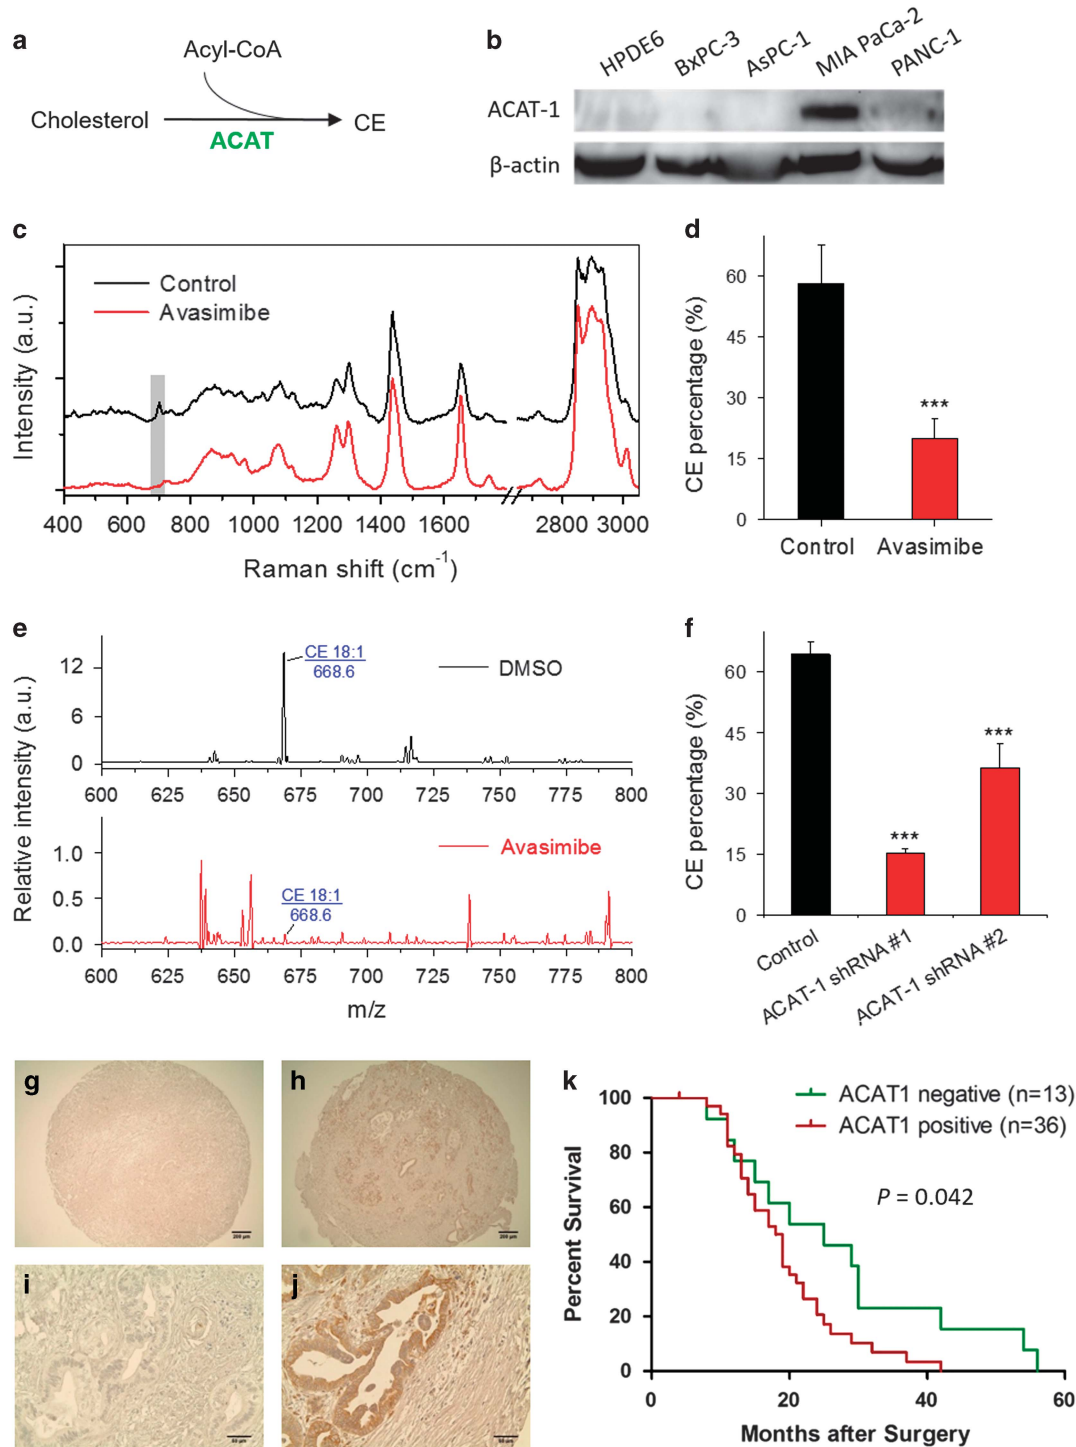 a
Acyl-CoA
Cholesterol
ACAT
CE
b
HPDE6 BxPC-3 AsPC-1 MIA PaCa-2 PANC-1
ACAT-1
β-actin
c
Control
Avasimibe
Intensity (a.u.)
400 600 800 1000 1200 1400 1600 2800 3000
Raman shift (cm-1)
d
CE percentage (%)
60
45
30
15
0
***
Control Avasimibe
e
Relative intensity (a.u.)
12
6
0
CE 18:1
668.6
DMSO
600 625 650 675 700 725 750 775 800
1.0
0.5
0.0
CE 18:1
668.6
Avasimibe
600 625 650 675 700 725 750 775 800
m/z
f
CE percentage (%)
60
45
30
15
0
***
***
Control
ACAT-1 shRNA #1
ACAT-1 shRNA #2
g
h
i
j
k
Percent Survival
100
80
60
40
20
0
ACAT1 negative (n=13)
ACAT1 positive (n=36)
P = 0.042
0 20 40 60
Months after Surgery